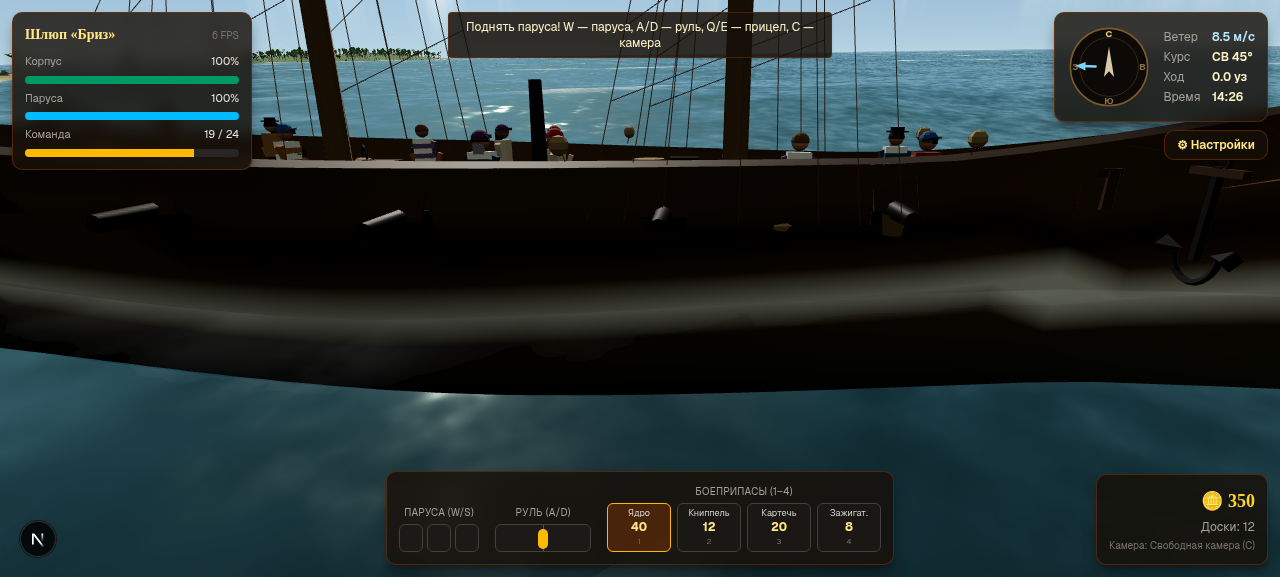 Шлюп «Бриз»
6 FPS
Корпус 100%
Паруса 100%
Команда 19 / 24
Поднять паруса! W — паруса, A/D — руль, Q/E — прицел, C —
камера
С
З В
Ю
Ветер 8.5 м/с
Курс СВ 45°
Ход 0.0 уз
Время 14:26
⚙ Настройки
БОЕПРИПАСЫ (1–4)
ПАРУСА (W/S) РУЛЬ (A/D)
Ядро Книппель Картечь Зажигат.
40 12 20 8
1 2 3 4
350
Доски: 12
Камера: Свободная камера (C)
N